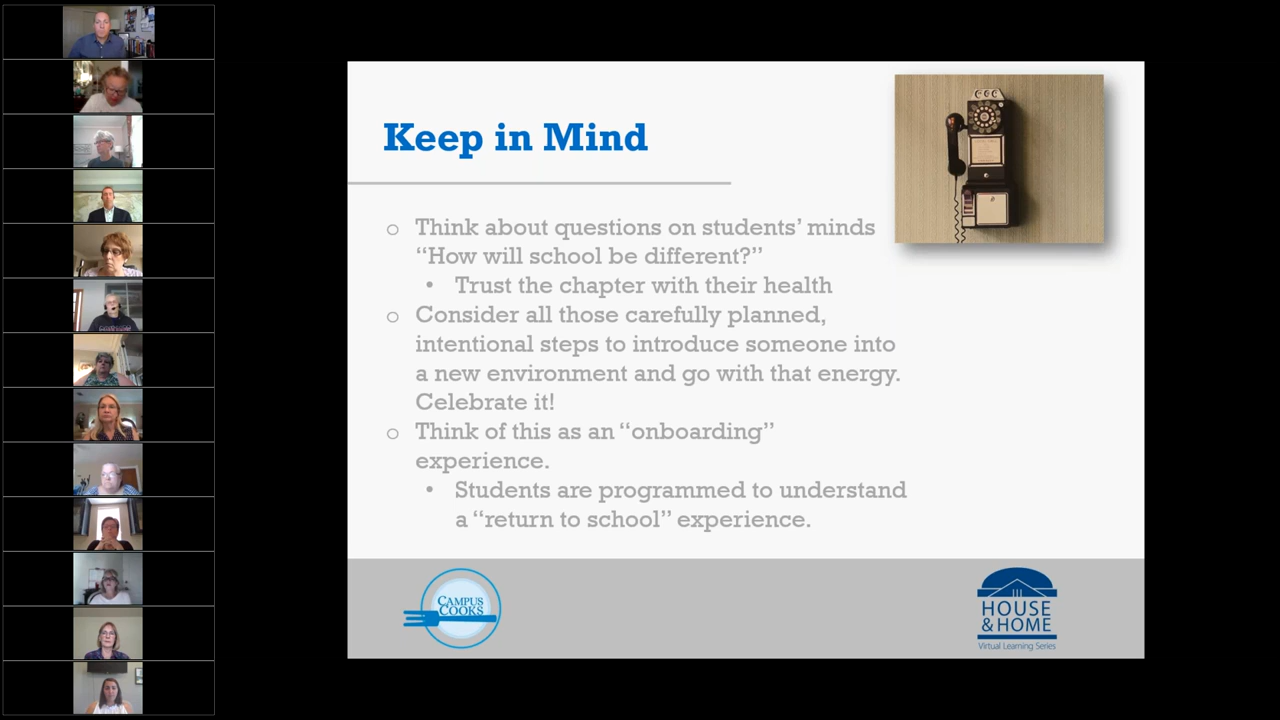 Keep in Mind
Think about questions on students’ minds
“How will school be different?”
Trust the chapter with their health
Consider all those carefully planned,
intentional steps to introduce someone into
a new environment and go with that energy.
Celebrate it!
Think of this as an “onboarding”
experience.
Students are programmed to understand
a “return to school” experience.
CAMPUS
COOKS
HOUSE
& HOME
Virtual Learning Series